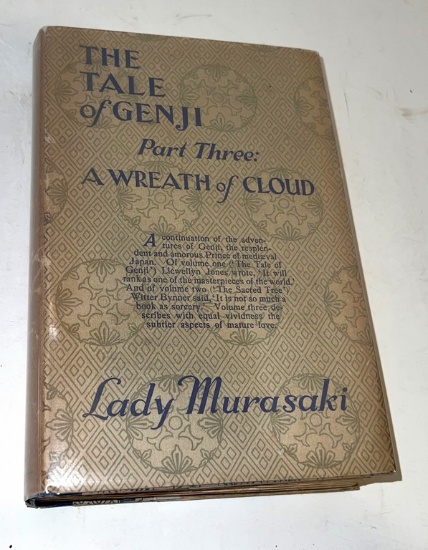 THE
TALE
of GENJI
Part Three:
A WREATH of CLOUD
A continuation of the adven-
tures of Genji, the resplen-
dent and amorous Prince of mediæval
Japan. Of volume one ("The Tale of
Genji") Llewellyn Jones wrote, 'It will
rank as one of the masterpieces of the world.'
And of volume two ("The Sacred Tree")
Witter Bynner said, 'It is not so much a
book as sorcery.' Volume three de-
scribes with equal vividness the
subtler aspects of mature love.
Lady Murasaki